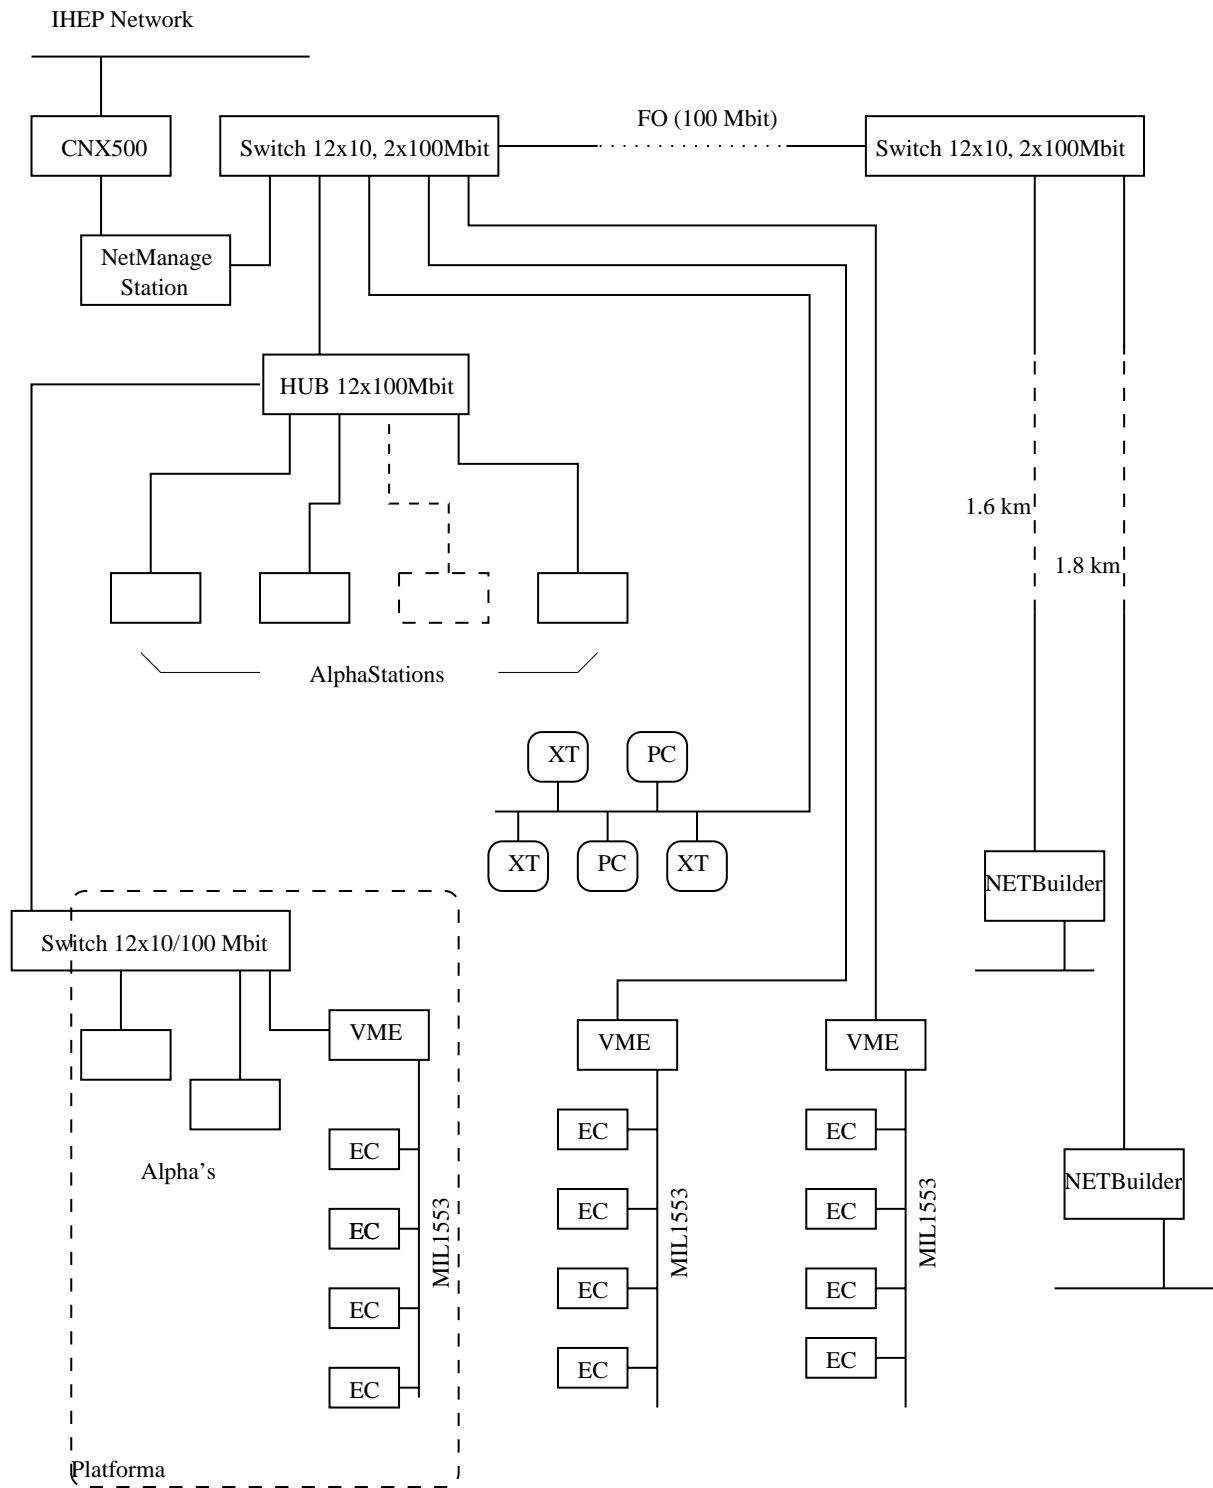 IHEP Network
FO (100 Mbit)
CNX500
Switch 12x10, 2x100Mbit
Switch 12x10, 2x100Mbit
NetManage
Station
HUB 12x100Mbit
1.6 km
1.8 km
AlphaStations
XT
PC
XT
PC
XT
NETBuilder
Switch 12x10/100 Mbit
VME
VME
VME
EC
EC
EC
EC
MIL1553
EC
EC
EC
EC
MIL1553
EC
EC
EC
EC
MIL1553
Alpha's
NETBuilder
Platforma